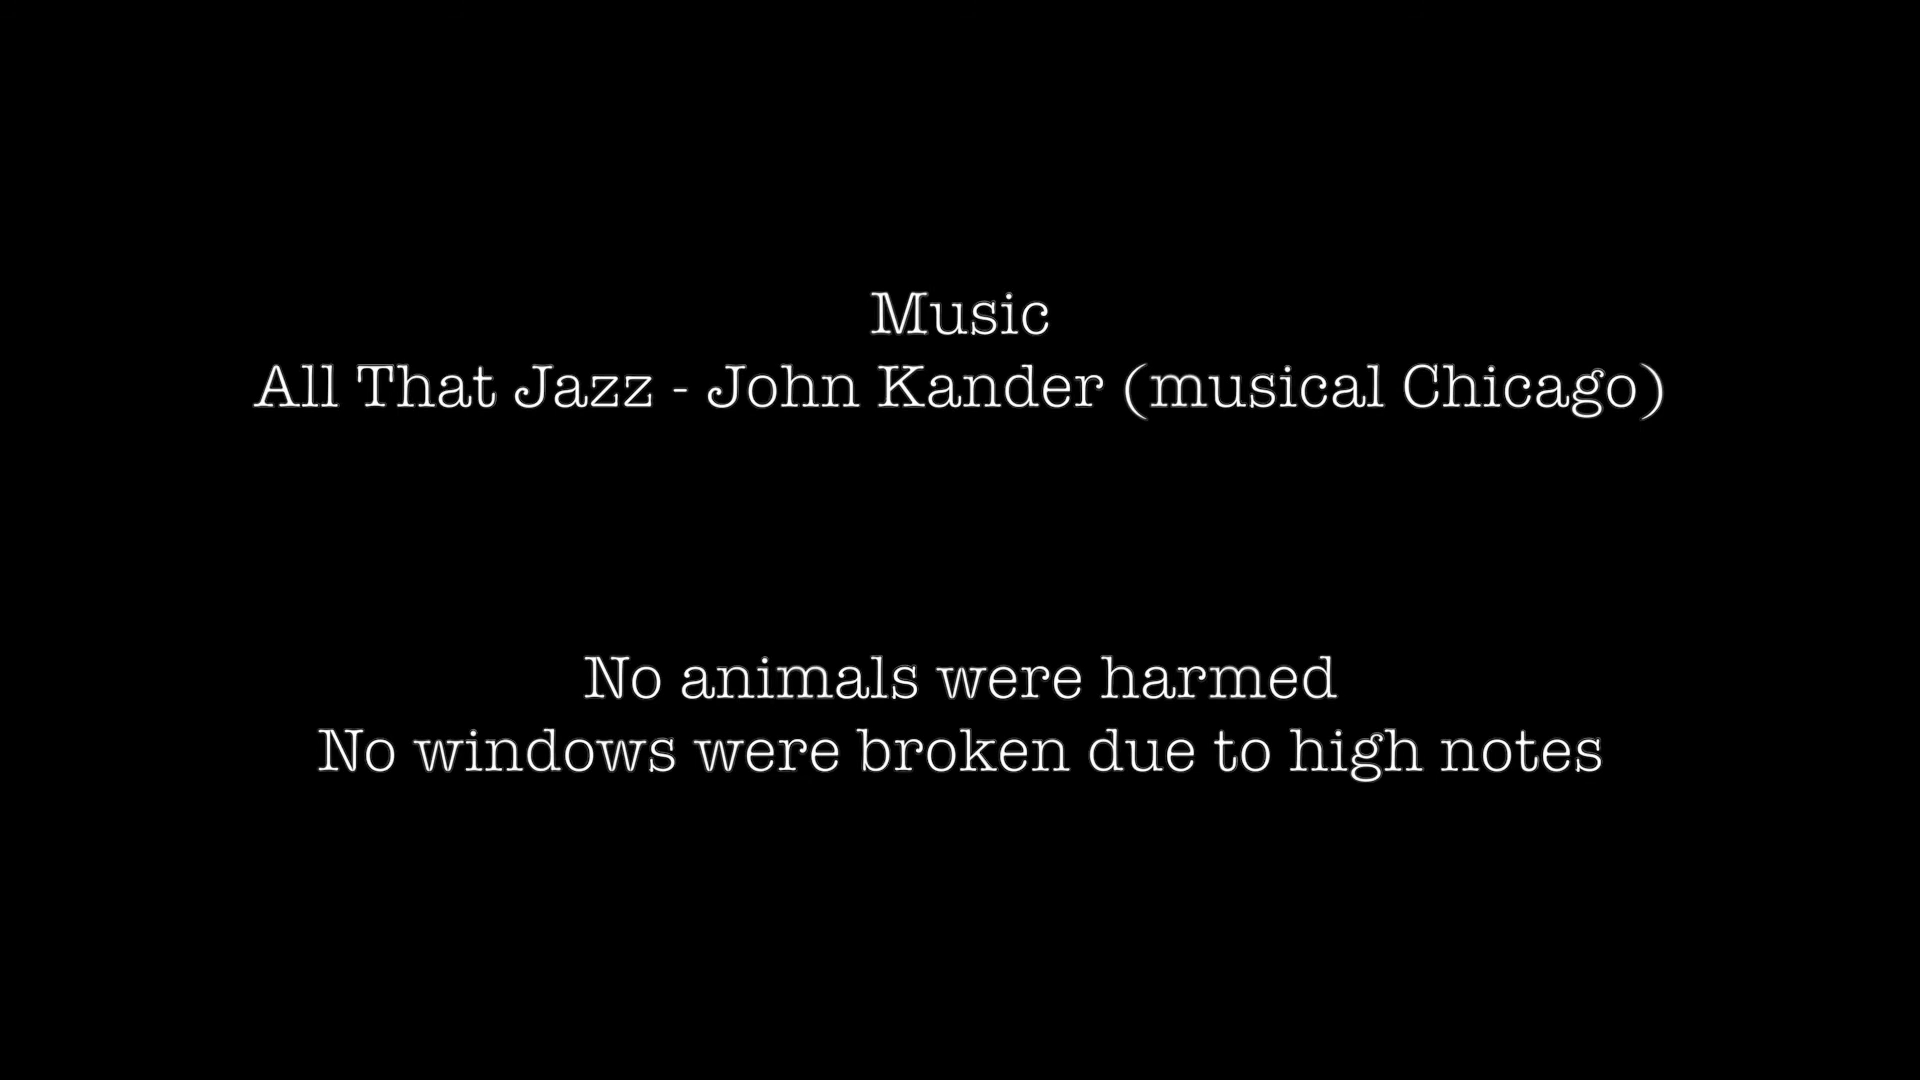 Music
All That Jazz - John Kander (musical Chicago)
No animals were harmed
No windows were broken due to high notes